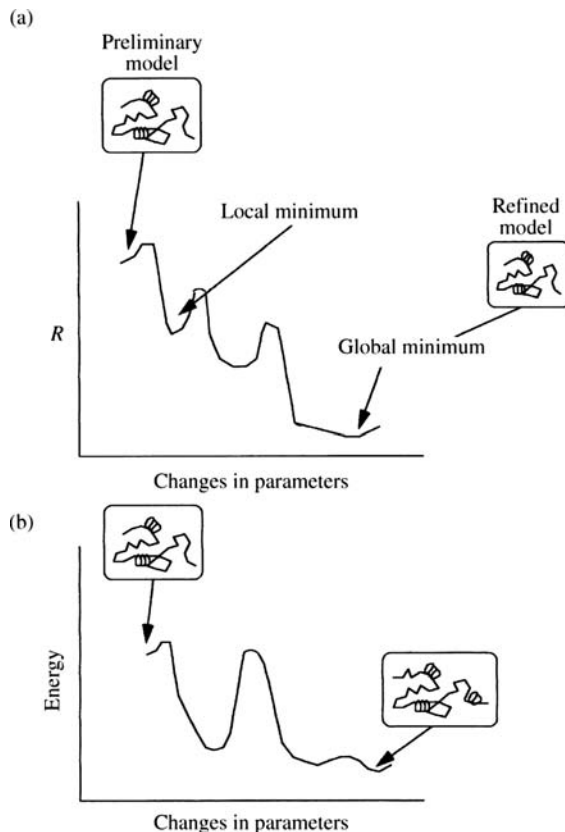 (a)
Preliminary
model
Local minimum
Refined
model
R
Global minimum
Changes in parameters
(b)
Energy
Changes in parameters